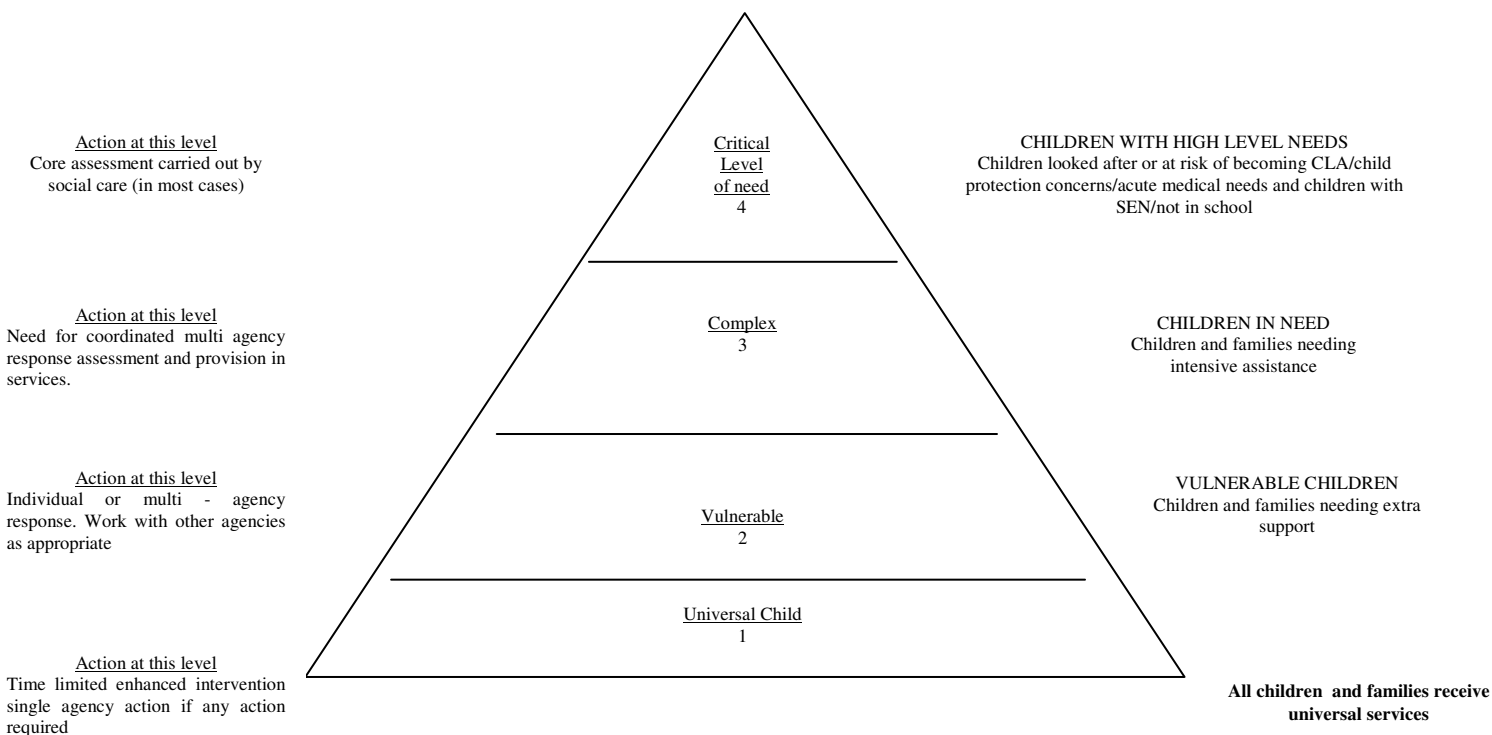 Action at this level
Core assessment carried out by
social care (in most cases)
Critical
Level
of need
4
CHILDREN WITH HIGH LEVEL NEEDS
Children looked after or at risk of becoming CLA/child
protection concerns/acute medical needs and children with
SEN/not in school
Action at this level
Need for coordinated multi agency
response assessment and provision in
services.
Complex
3
CHILDREN IN NEED
Children and families needing
intensive assistance
Action at this level
Individual or multi - agency
response. Work with other agencies
as appropriate
Vulnerable
2
VULNERABLE CHILDREN
Children and families needing extra
support
Universal Child
1
Action at this level
Time limited enhanced intervention
single agency action if any action
required
All children and families receive
universal services